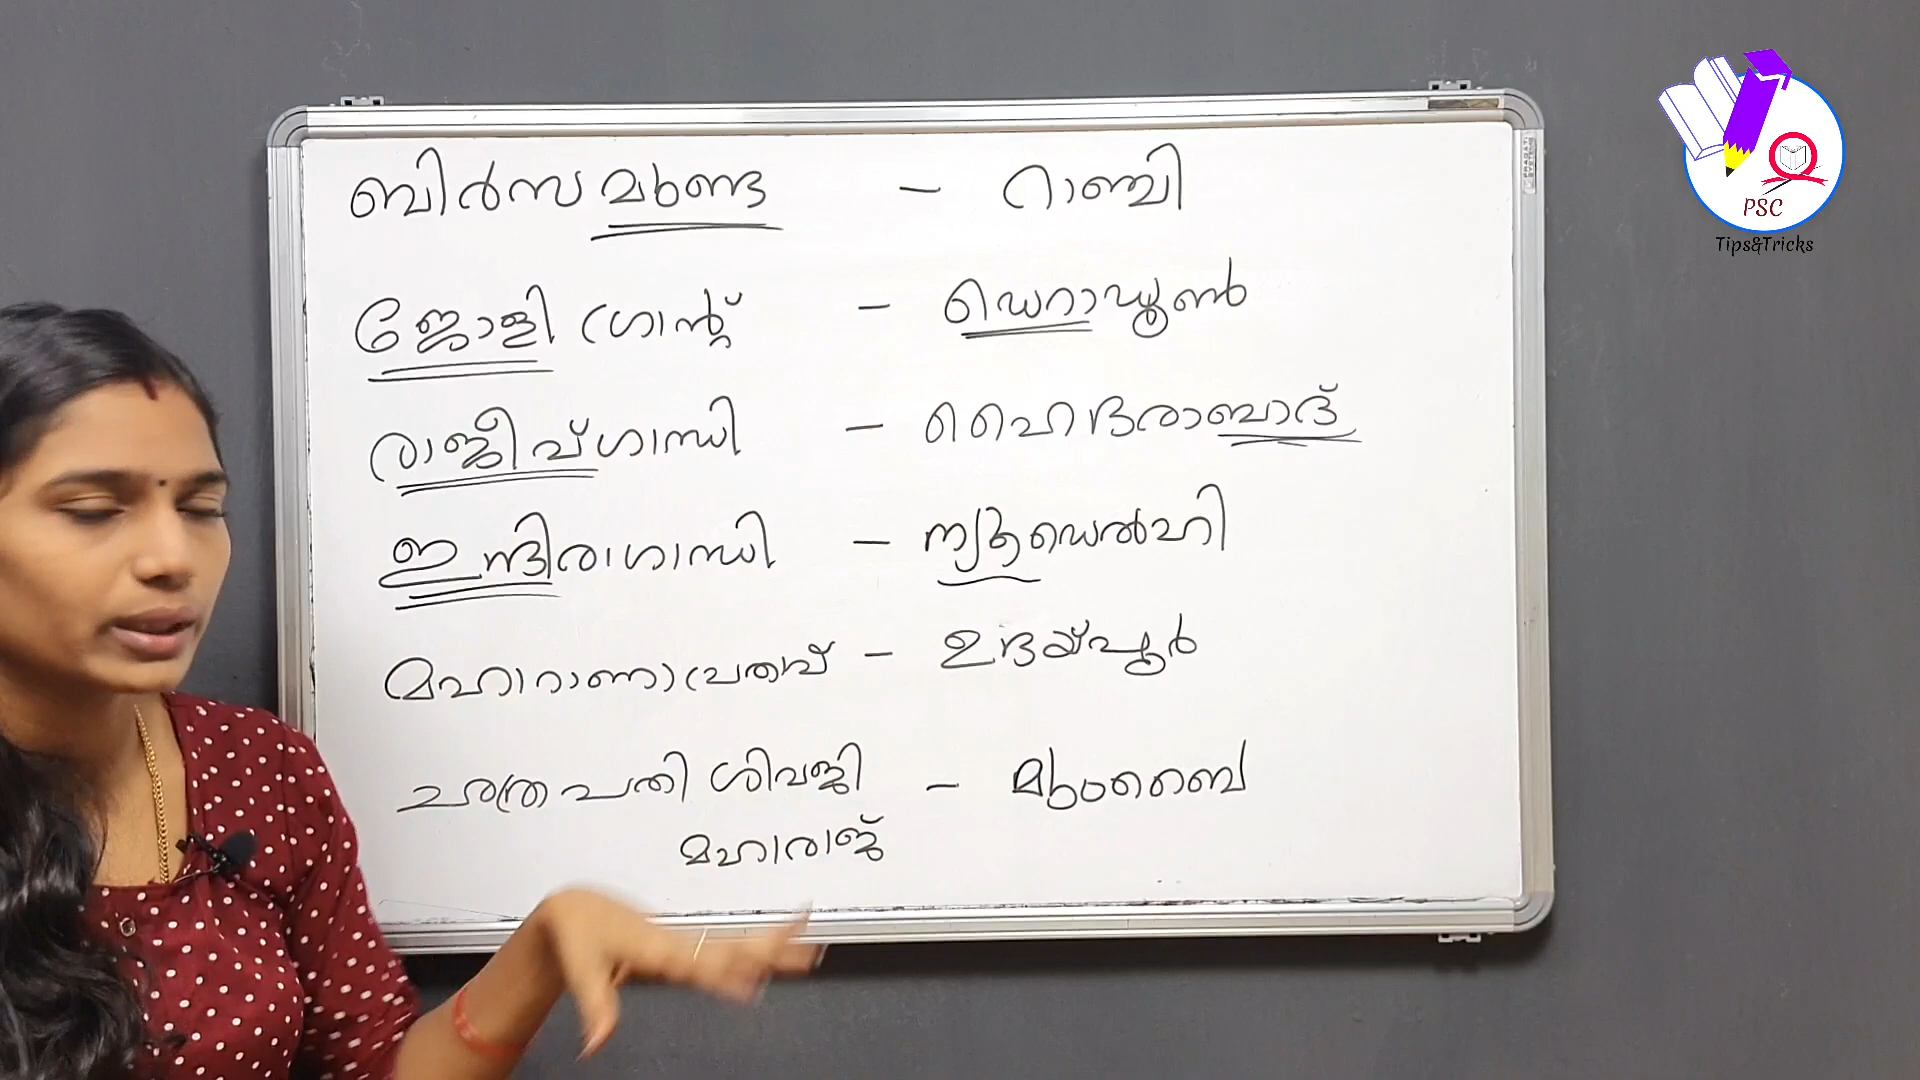 ബിർസ മുണ്ട - റാഞ്ചി
ജോളി ഗ്രാന്റ് - ഡെറാഡൂൺ
രാജീവ് ഗാന്ധി - ഹൈദരാബാദ്
ഇന്ദിരാഗാന്ധി - ന്യൂഡെൽഹി
മഹാറാണാ പ്രതാപ് - ഉദയ്പൂർ
ഛത്രപതി ശിവജി - മുംബൈ
മഹാരാജ്
PSC
Tips&Tricks